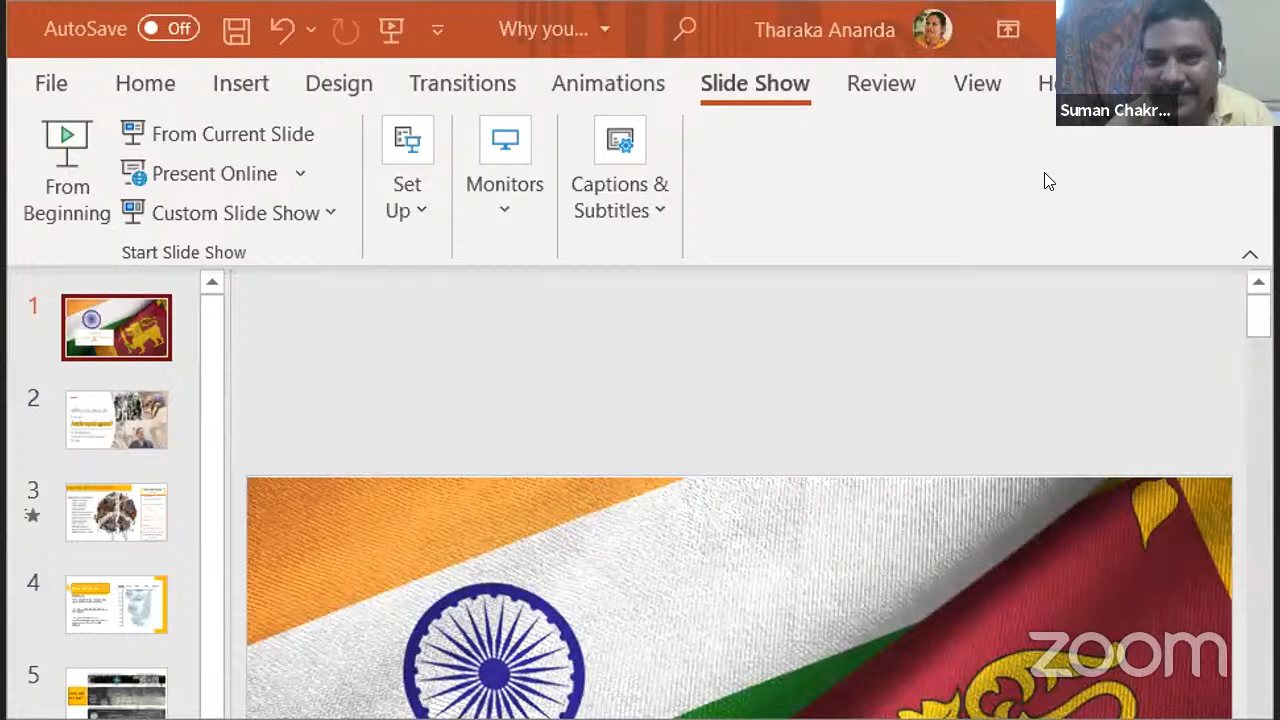 AutoSave Off Why you... Tharaka Ananda
File Home Insert Design Transitions Animations Slide Show Review View
Suman Chakr...
From Beginning
From Current Slide
Present Online
Custom Slide Show
Start Slide Show
Set Up
Monitors
Captions & Subtitles
1
2
3
4
5
zoom